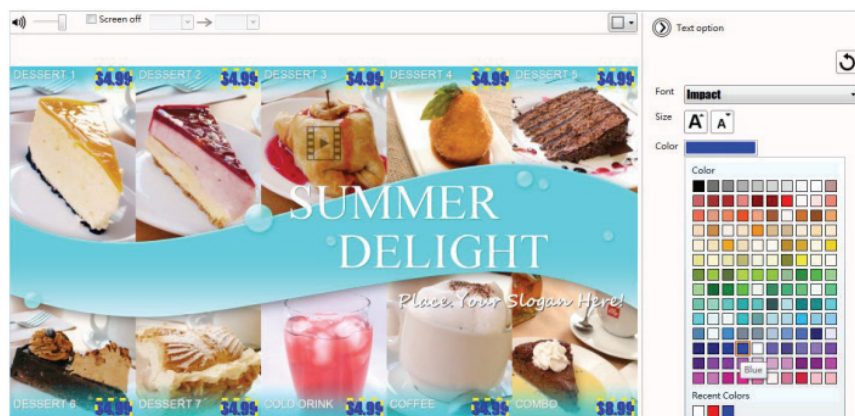 Screen off
Text option
DESSERT 1 $4.99 DESSERT 2 $4.99 DESSERT 3 $4.99 DESSERT 4 $4.99 DESSERT 5 $4.99
Font Impact
Size A A
Color
Color
SUMMER
DELIGHT
Place Your Slogan Here!
Blue
DESSERT 6 $4.99 DESSERT 7 $4.99 COLD DRINK $4.99 COFFEE $4.99 COMBO $8.99
Recent Colors